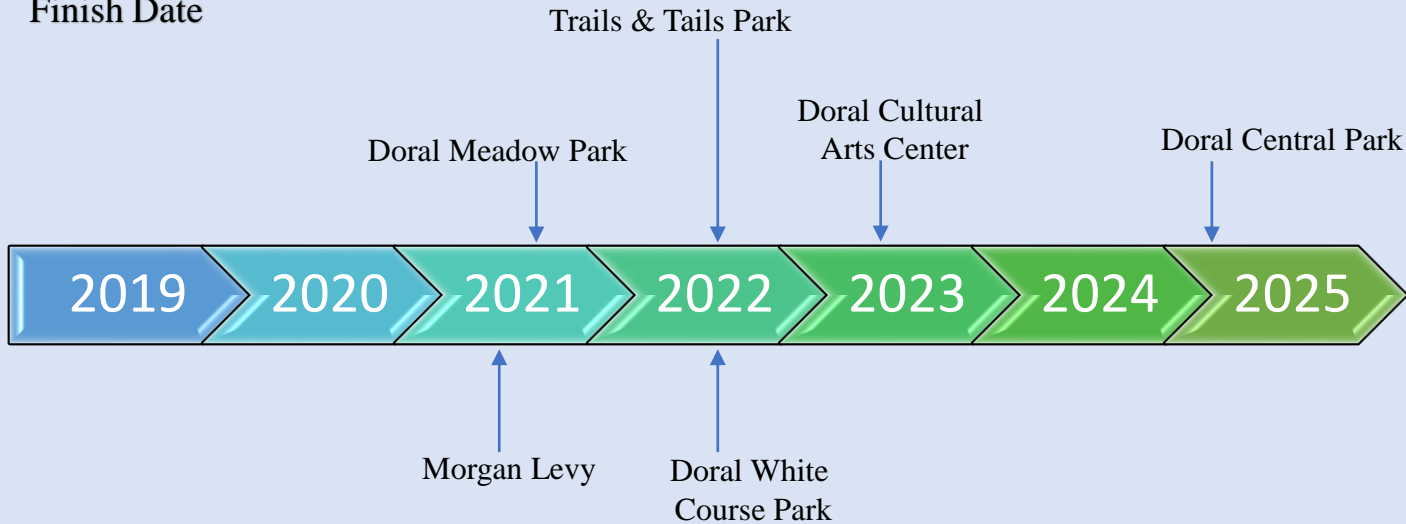 Finish Date
Trails & Tails Park
Doral Cultural
Arts Center
Doral Meadow Park
Doral Central Park
2019 2020 2021 2022 2023 2024 2025
Morgan Levy
Doral White
Course Park